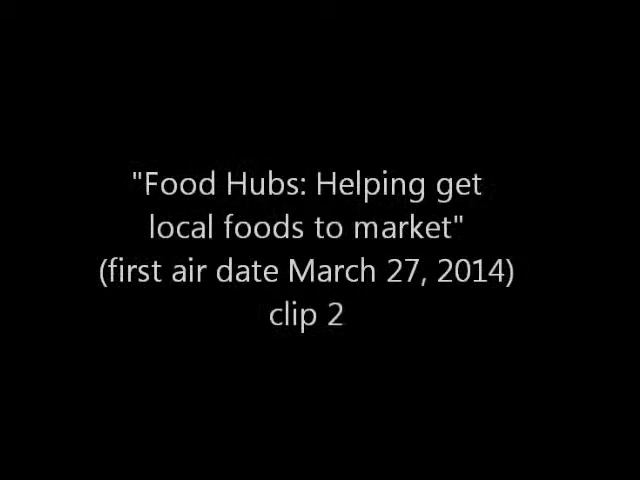 "Food Hubs: Helping get
local foods to market"
(first air date March 27, 2014)
clip 2